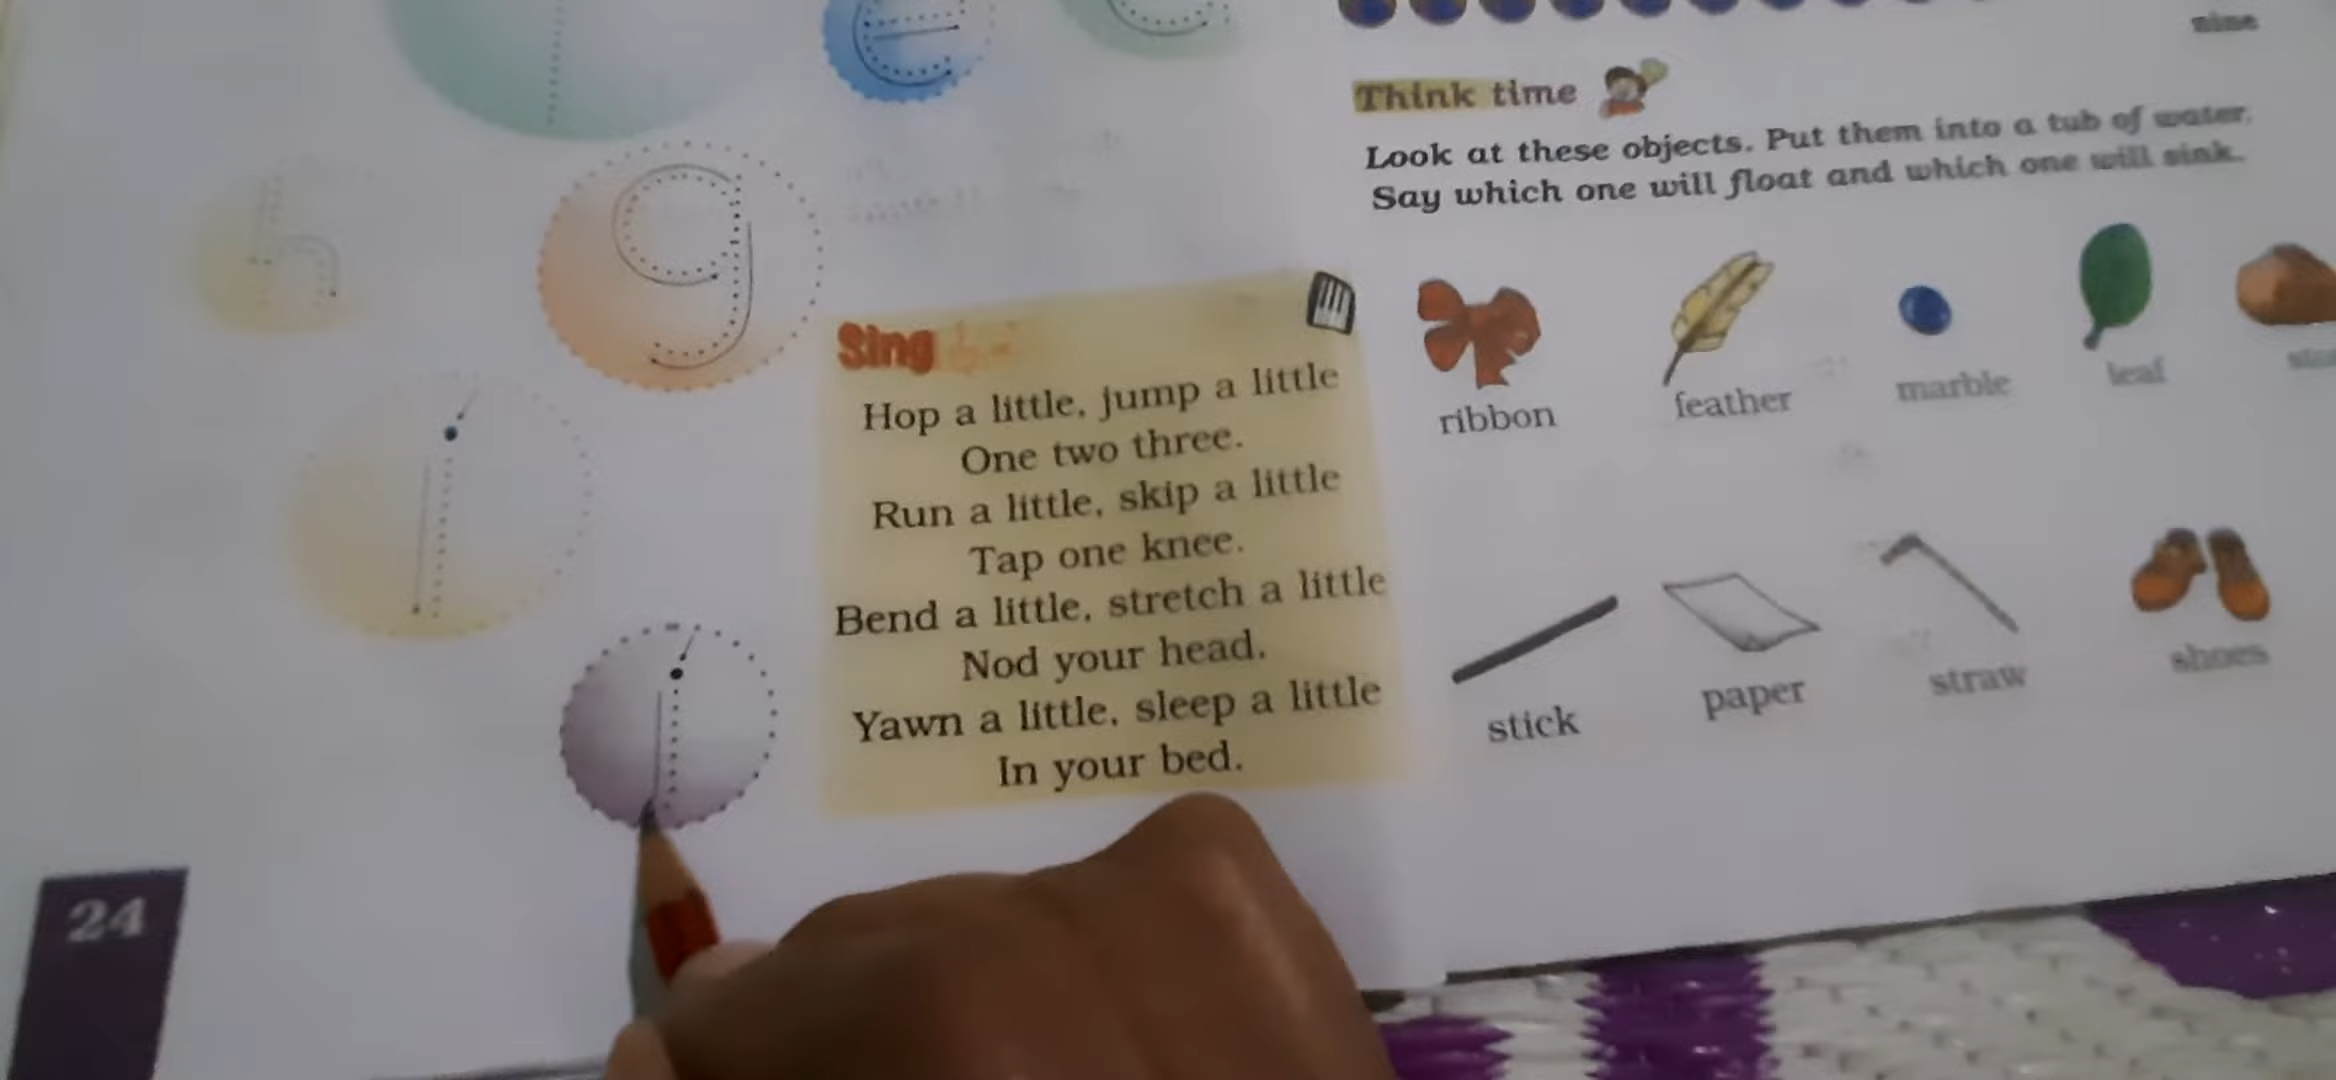 e
g
h
i
i
Sing
Hop a little, jump a little
One two three.
Run a little, skip a little
Tap one knee.
Bend a little, stretch a little
Nod your head.
Yawn a little, sleep a little
In your bed.
24
nine
Think time
Look at these objects. Put them into a tub of water.
Say which one will float and which one will sink.
ribbon feather marble leaf
stick paper straw shoes